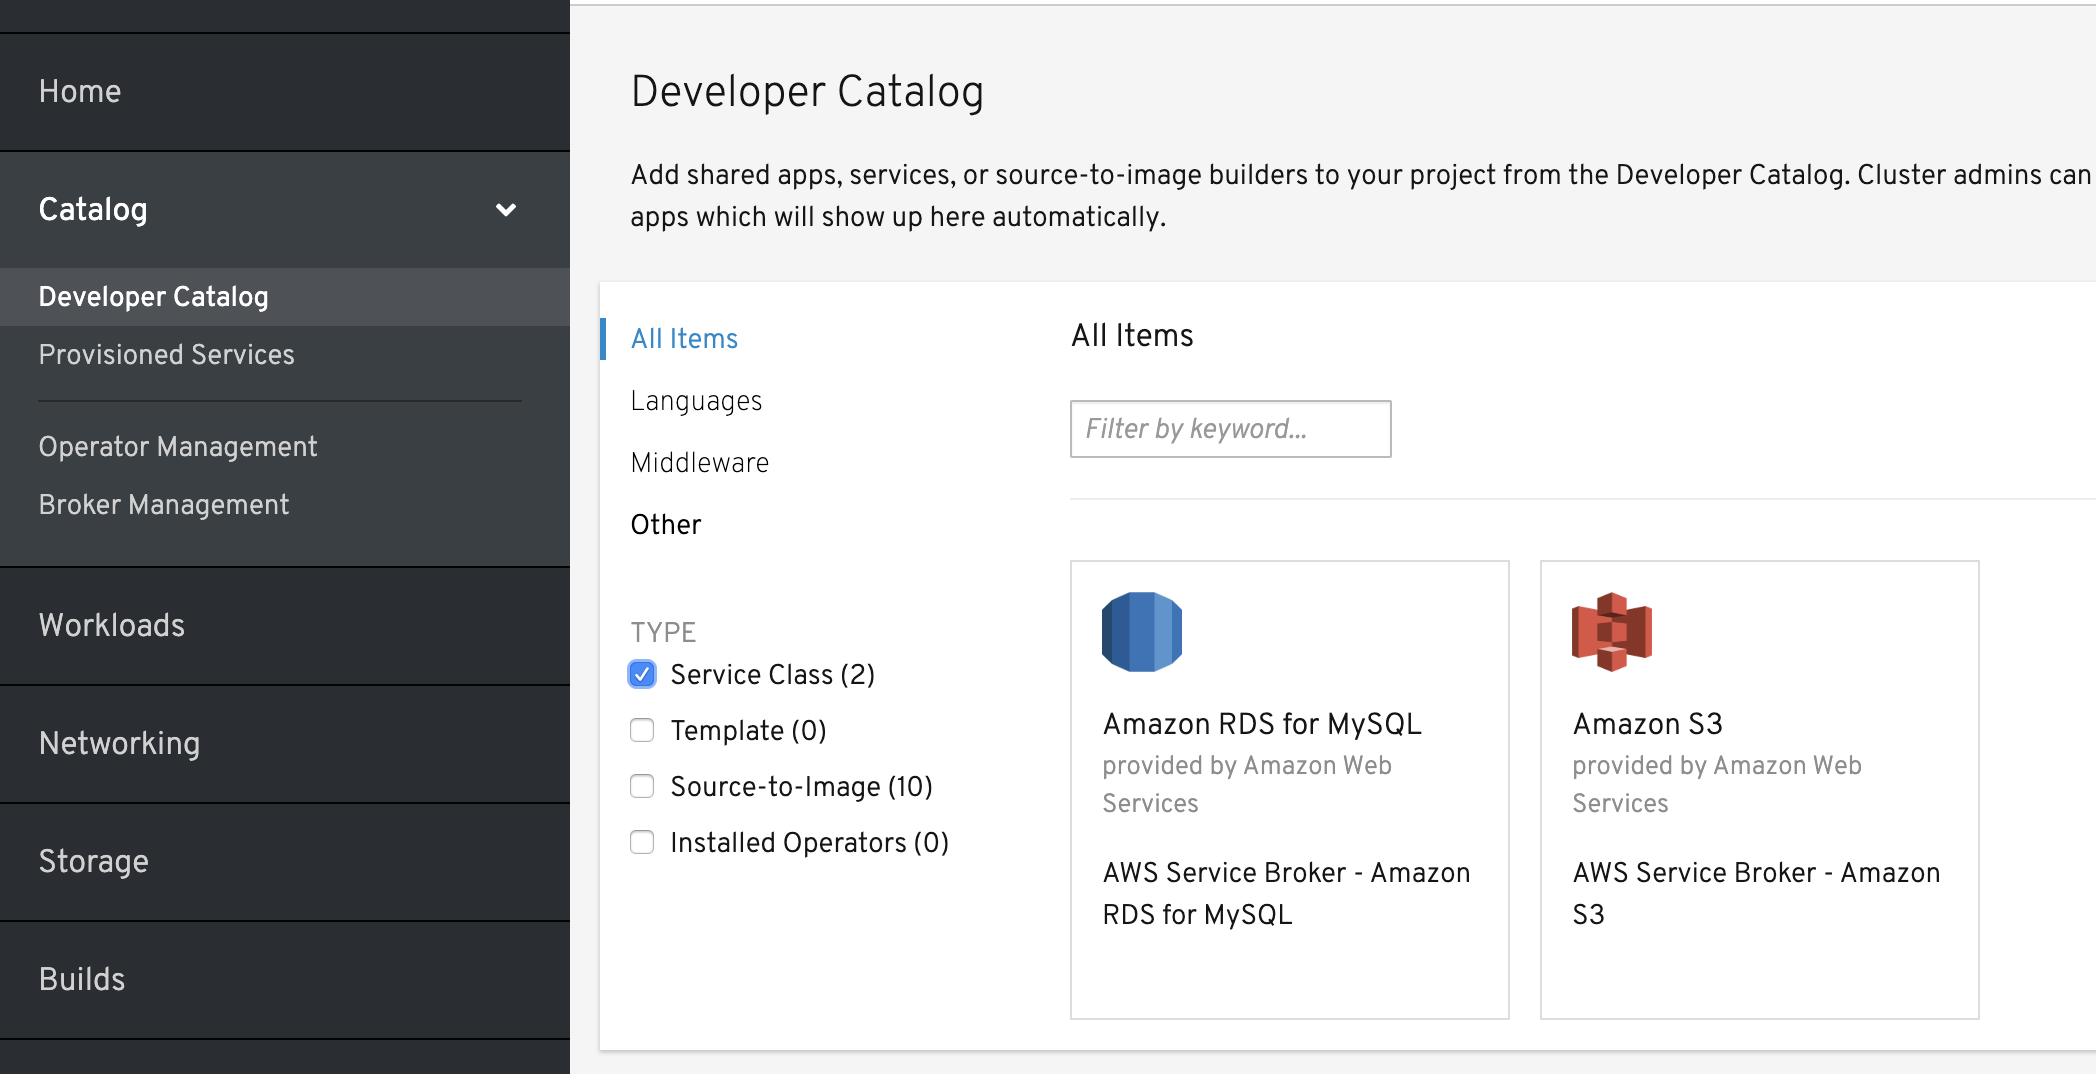 Home
Catalog
Developer Catalog
Provisioned Services
Operator Management
Broker Management
Workloads
Networking
Storage
Builds
Developer Catalog
Add shared apps, services, or source-to-image builders to your project from the Developer Catalog. Cluster admins can
apps which will show up here automatically.
All Items
Languages
Middleware
Other
TYPE
Service Class (2)
Template (0)
Source-to-Image (10)
Installed Operators (0)
All Items
Filter by keyword...
Amazon RDS for MySQL
provided by Amazon Web
Services
AWS Service Broker - Amazon
RDS for MySQL
Amazon S3
provided by Amazon Web
Services
AWS Service Broker - Amazon
S3